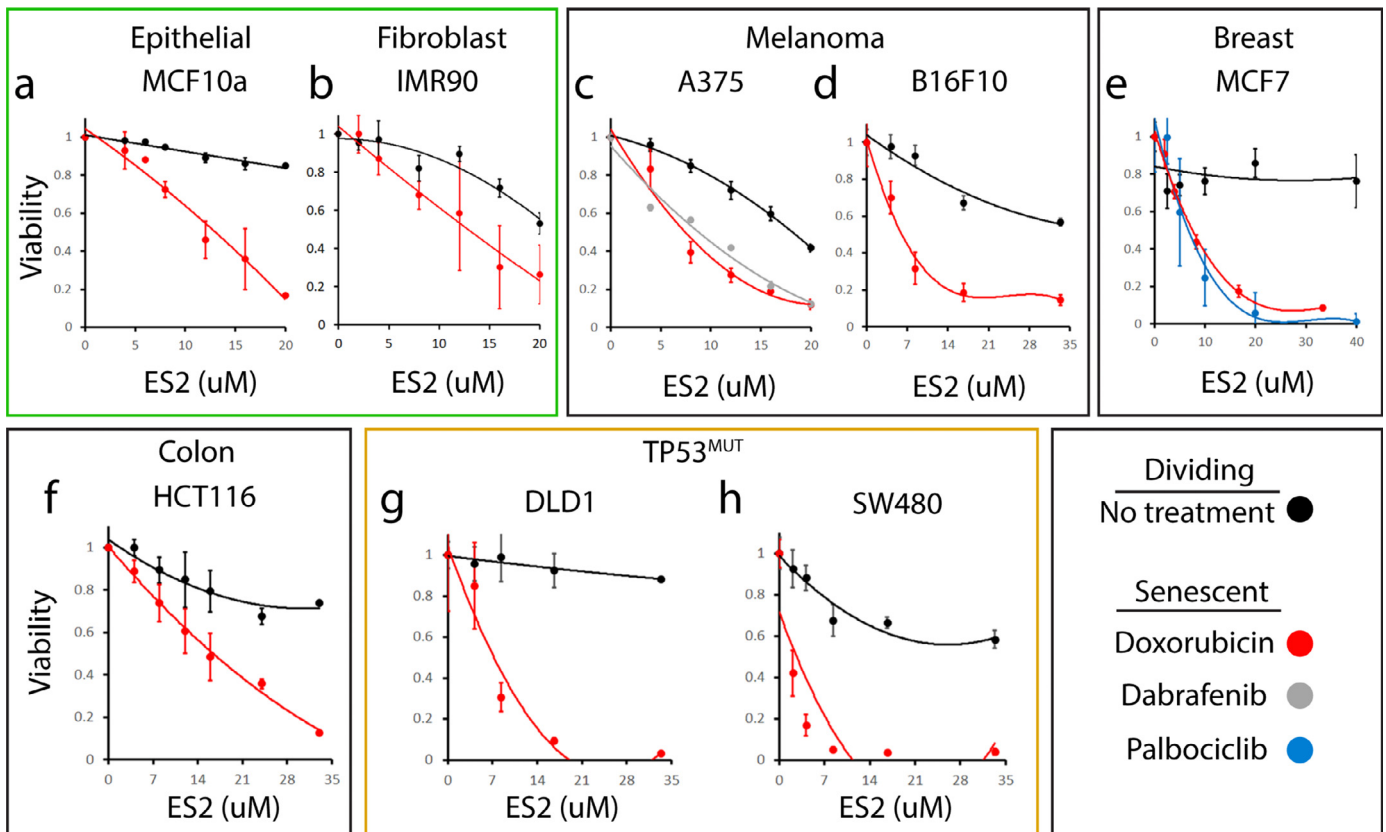 Epithelial Fibroblast Melanoma Breast
a MCF10a b IMR90 c A375 d B16F10 e MCF7
Viability
1 0.8 0.6 0.4 0.2 0
0 5 10 15 20
ES2 (uM)
1 0.8 0.6 0.4 0.2 0
0 5 10 15 20
ES2 (uM)
1 0.8 0.6 0.4 0.2 0
0 5 10 15 20
ES2 (uM)
1 0.8 0.6 0.4 0.2 0
0 7 14 21 28 35
ES2 (uM)
1 0.8 0.6 0.4 0.2 0
0 10 20 30 40
ES2 (uM)
Colon TP53MUT
f HCT116 g DLD1 h SW480
Viability
1 0.8 0.6 0.4 0.2 0
0 7 14 21 28 35
ES2 (uM)
1 0.8 0.6 0.4 0.2 0
0 7 14 21 28 35
ES2 (uM)
1 0.8 0.6 0.4 0.2 0
0 7 14 21 28 35
ES2 (uM)
Dividing
No treatment
Senescent
Doxorubicin
Dabrafenib
Palbociclib